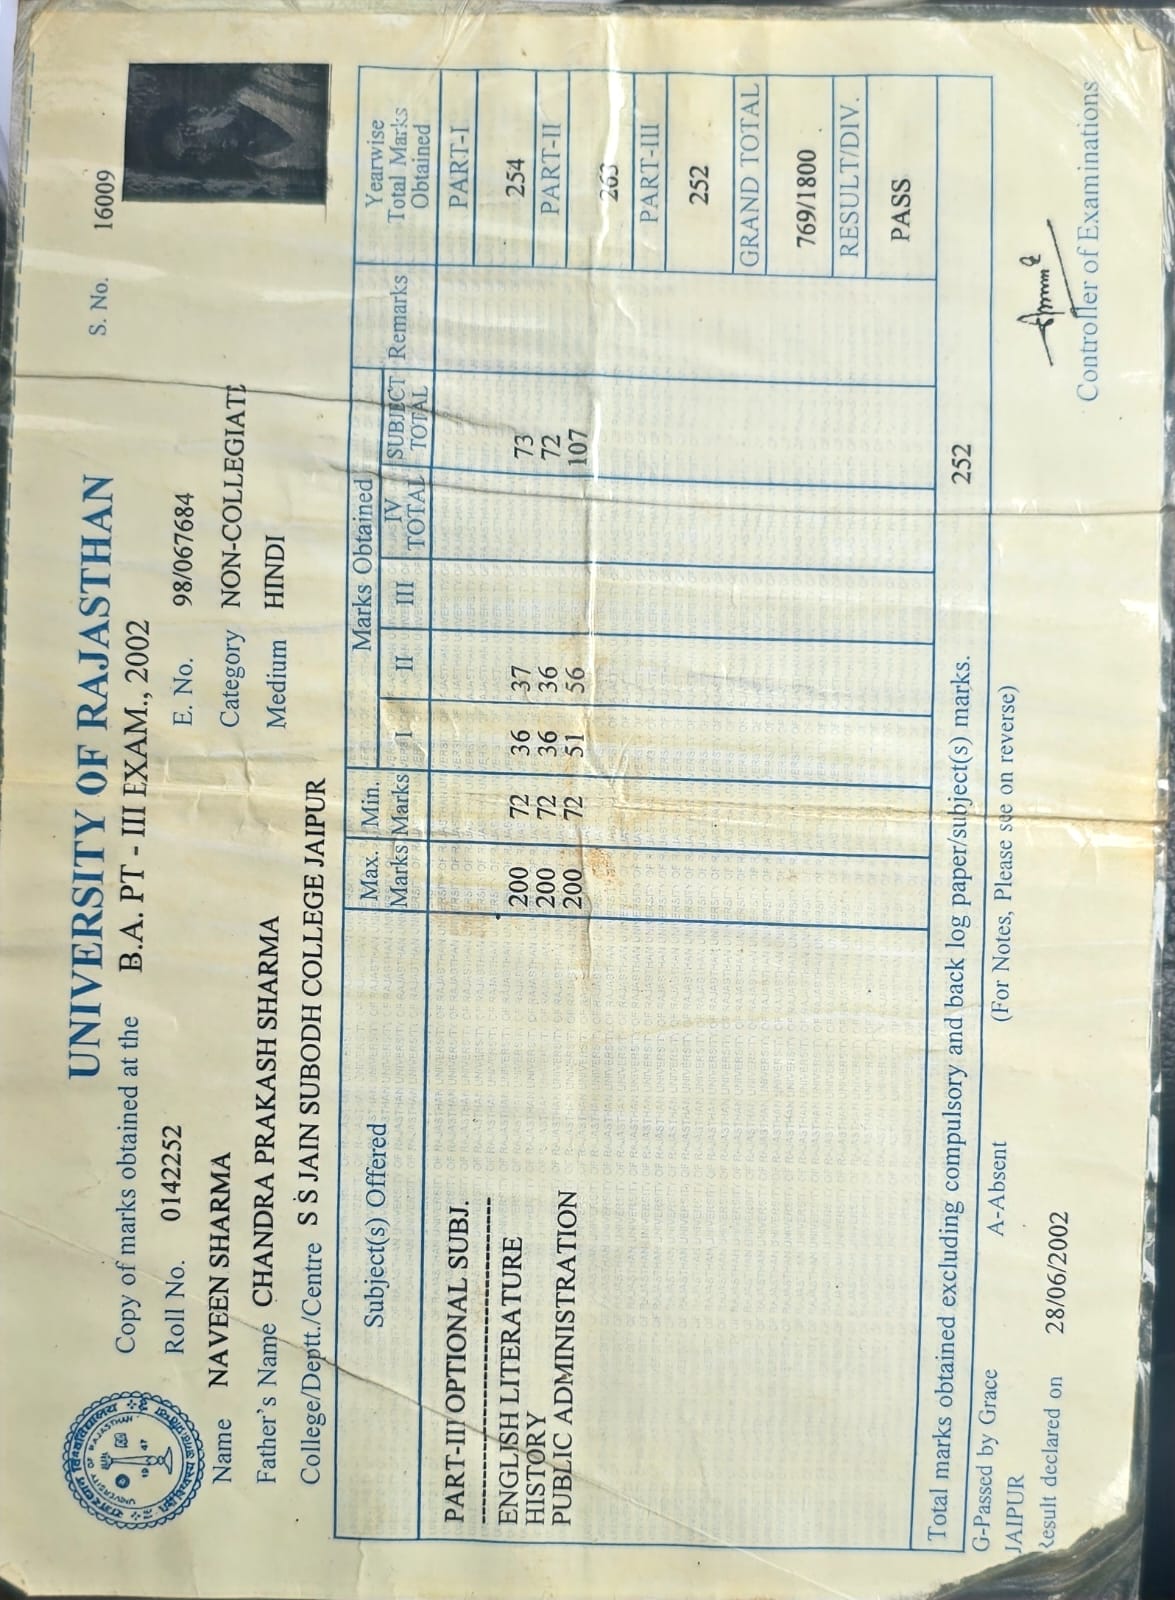 S. No. 16009
UNIVERSITY OF RAJASTHAN
Copy of marks obtained at the B.A. PT - III EXAM., 2002
Roll No. 0142252 E. No. 98/067684
Name NAVEEN SHARMA Category NON-COLLEGIATE
Father's Name CHANDRA PRAKASH SHARMA Medium HINDI
College/Deptt./Centre S S JAIN SUBODH COLLEGE JAIPUR
Subject(s) Offered Max. Marks Min. Marks Marks Obtained I II III IV TOTAL SUBJECT TOTAL Remarks Yearwise Total Marks Obtained
PART-III OPTIONAL SUBJ. PART-I
ENGLISH LITERATURE 200 72 36 37 73 254
HISTORY 200 72 36 36 72 PART-II
PUBLIC ADMINISTRATION 200 72 51 56 107
263
PART-III
252
GRAND TOTAL
769/1800
RESULT/DIV.
PASS
Total marks obtained excluding compulsory and back log paper/subject(s) marks. 252
G-Passed by Grace A-Absent (For Notes, Please see on reverse)
JAIPUR
Result declared on 28/06/2002
Controller of Examinations